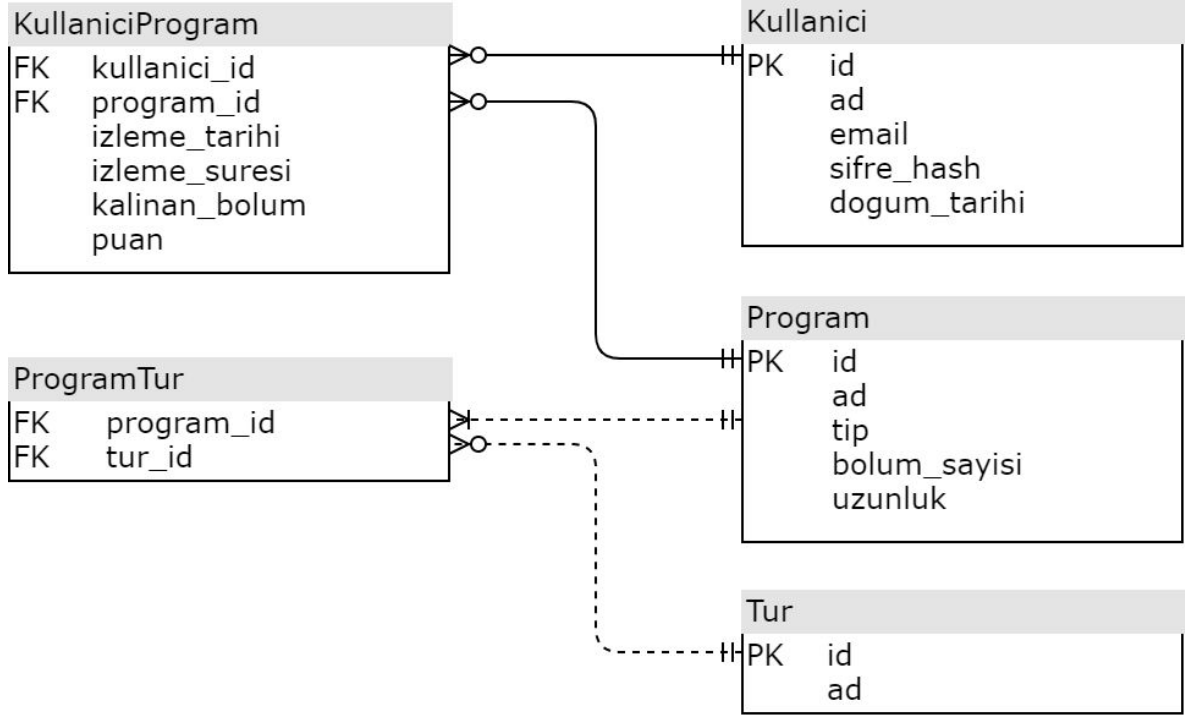 KullaniciProgram
FK kullanici_id
FK program_id
izleme_tarihi
izleme_suresi
kalinan_bolum
puan
Kullanici
PK id
ad
email
sifre_hash
dogum_tarihi
Program
PK id
ad
tip
bolum_sayisi
uzunluk
ProgramTur
FK program_id
FK tur_id
Tur
PK id
ad